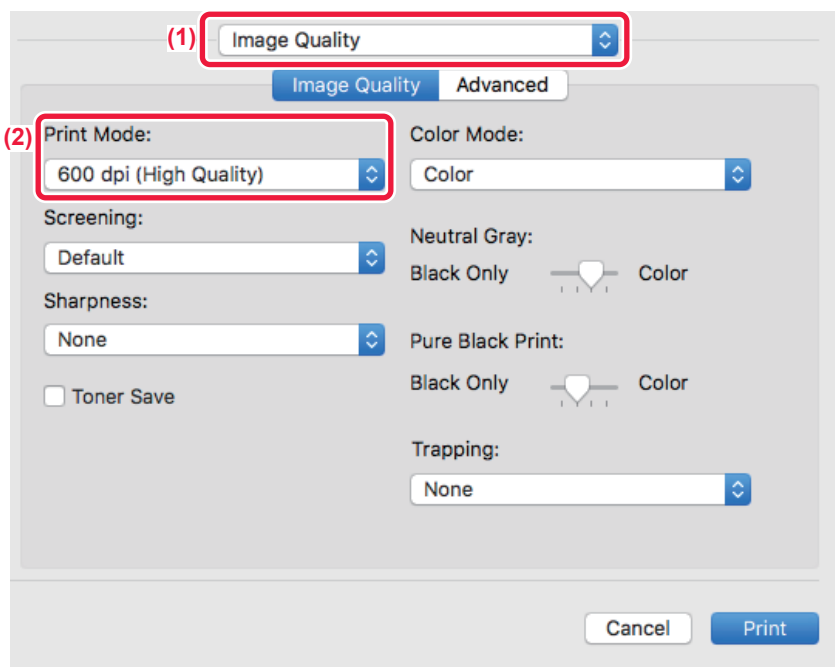 (1) Image Quality
Image Quality Advanced
(2) Print Mode:
600 dpi (High Quality)
Screening:
Default
Sharpness:
None
Toner Save
Color Mode:
Color
Neutral Gray:
Black Only Color
Pure Black Print:
Black Only Color
Trapping:
None
Cancel Print